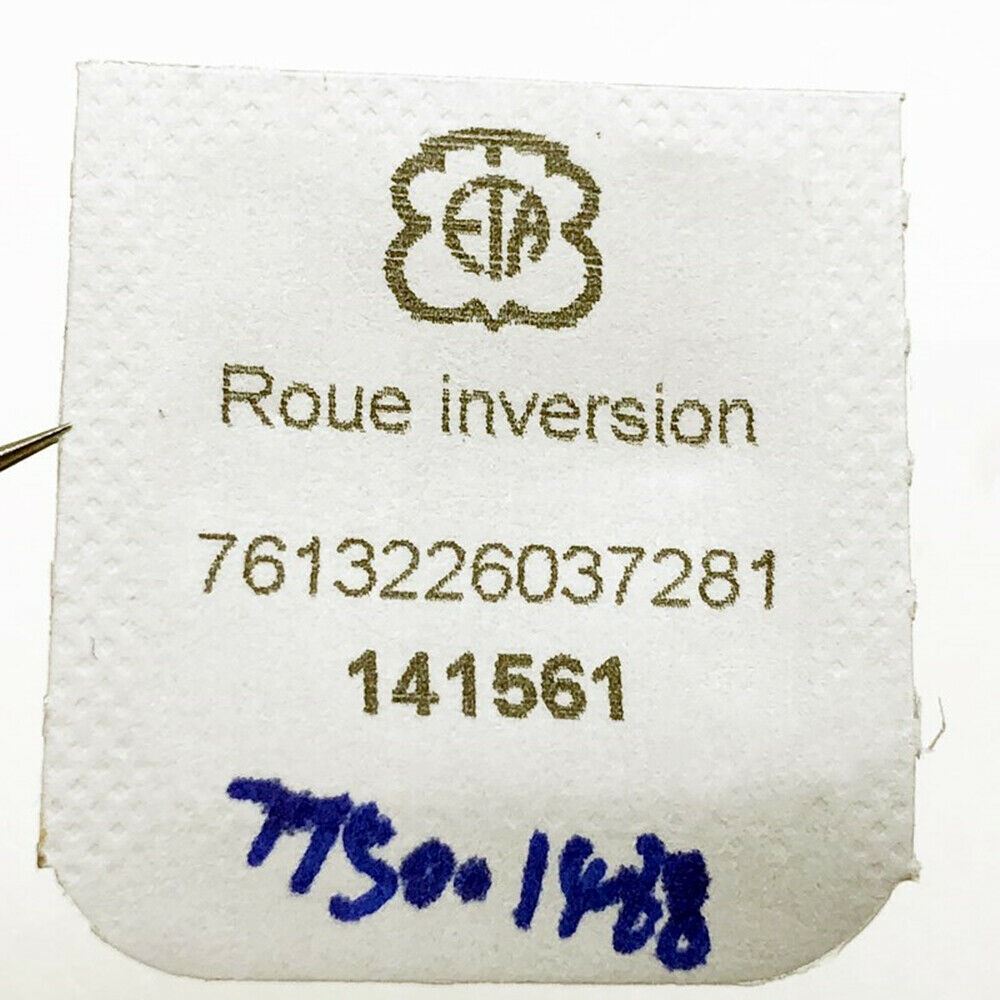 ETA
Roue inversion
7613226037281
141561
7750.1488